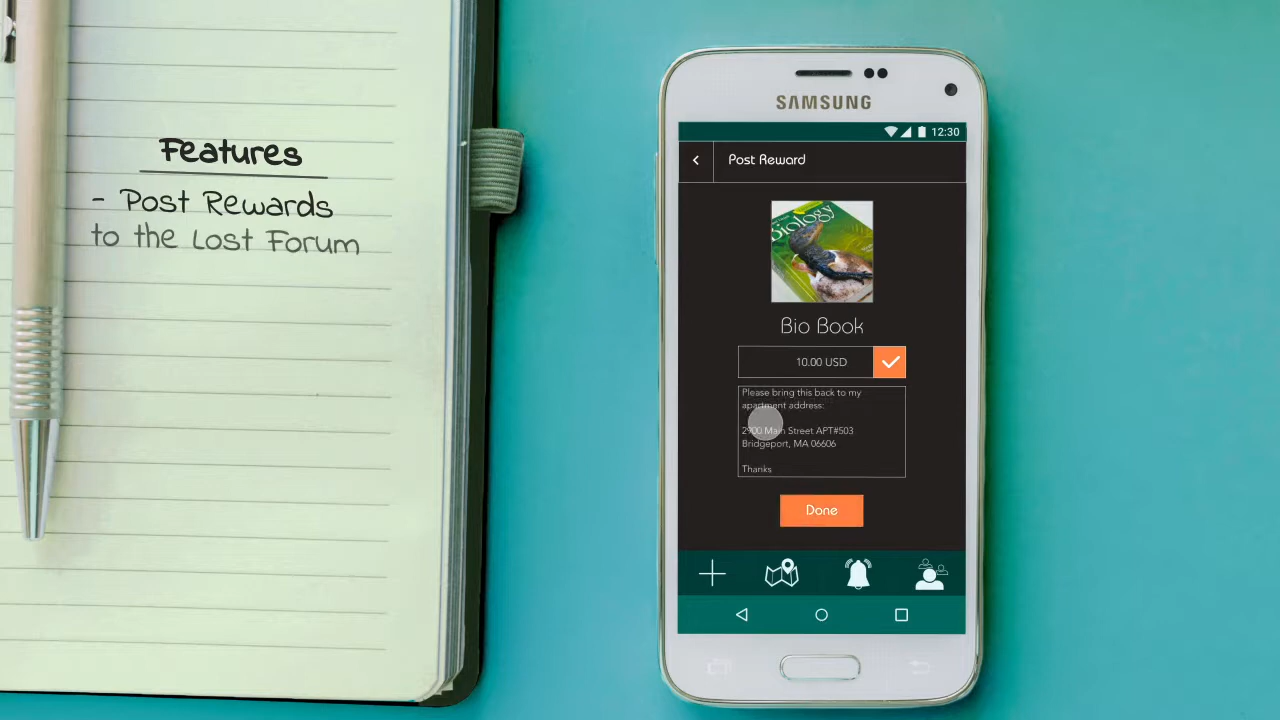 Features
- Post Rewards
to the Lost Forum
SAMSUNG
12:30
Post Reward
biology
Bio Book
10.00 USD
Please bring this back to my
apartment address:
2900 Main Street APT#503
Bridgeport, MA 06606
Thanks
Done